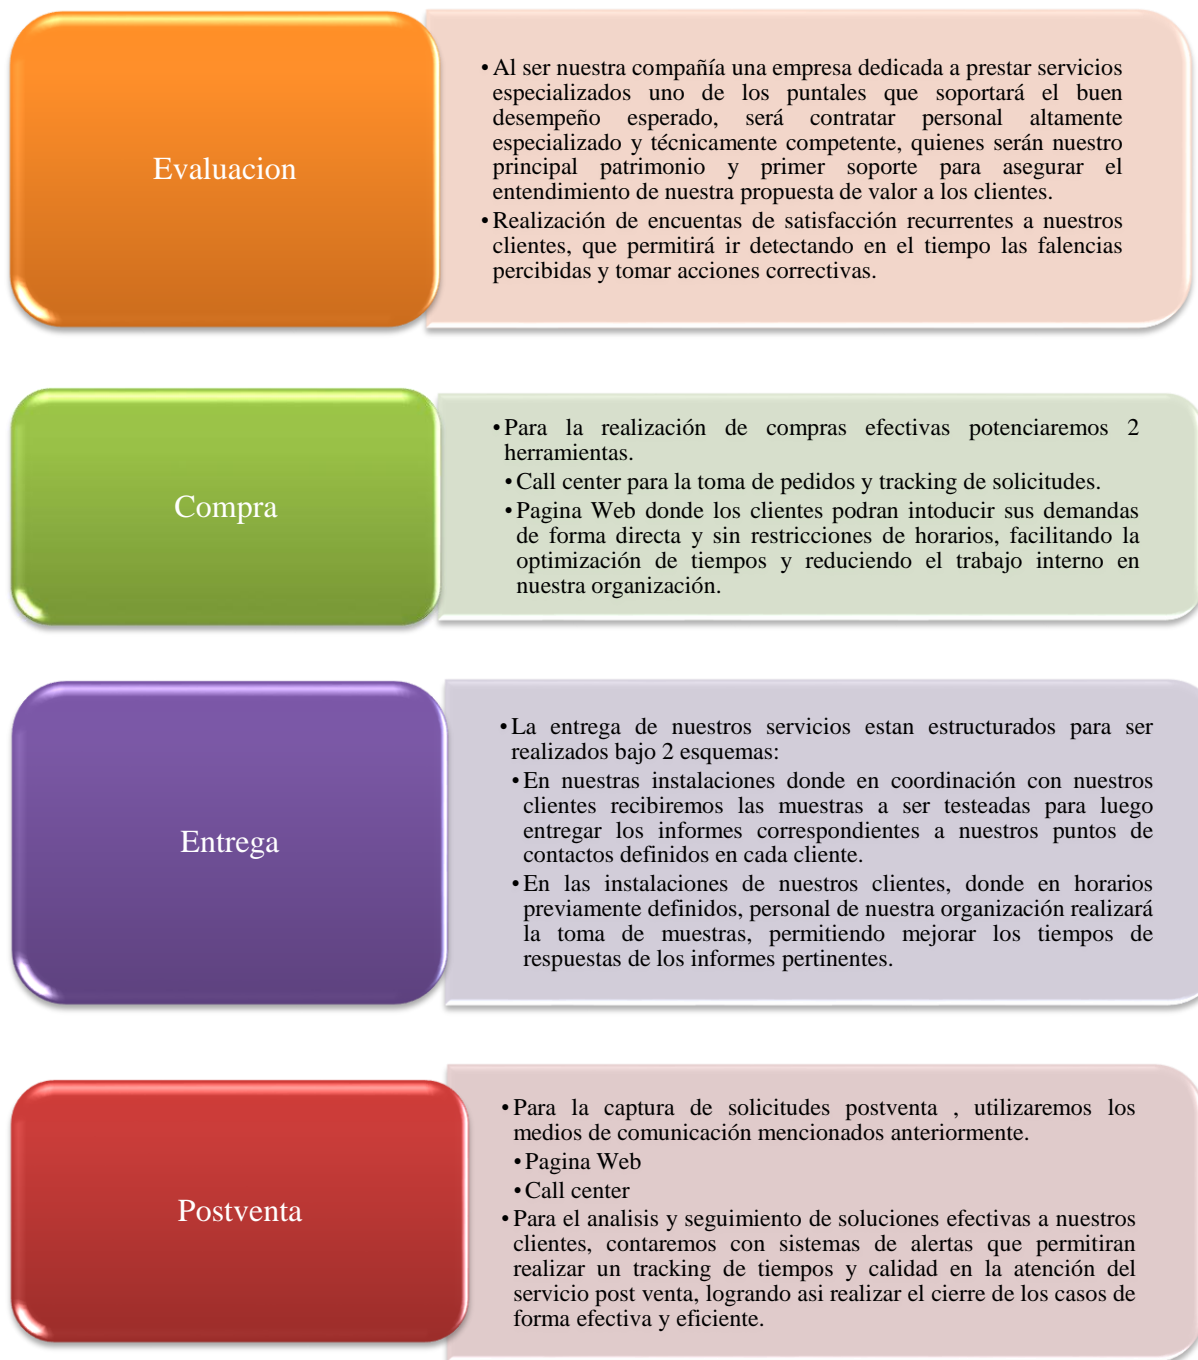 Evaluacion
•Al ser nuestra compañía una empresa dedicada a prestar servicios
especializados uno de los puntales que soportará el buen
desempeño esperado, será contratar personal altamente
especializado y técnicamente competente, quienes serán nuestro
principal patrimonio y primer soporte para asegurar el
entendimiento de nuestra propuesta de valor a los clientes.
•Realización de encuentas de satisfacción recurrentes a nuestros
clientes, que permitirá ir detectando en el tiempo las falencias
percibidas y tomar acciones correctivas.
Compra
•Para la realización de compras efectivas potenciaremos 2
herramientas.
•Call center para la toma de pedidos y tracking de solicitudes.
•Pagina Web donde los clientes podran intoducir sus demandas
de forma directa y sin restricciones de horarios, facilitando la
optimización de tiempos y reduciendo el trabajo interno en
nuestra organización.
Entrega
•La entrega de nuestros servicios estan estructurados para ser
realizados bajo 2 esquemas:
•En nuestras instalaciones donde en coordinación con nuestros
clientes recibiremos las muestras a ser testeadas para luego
entregar los informes correspondientes a nuestros puntos de
contactos definidos en cada cliente.
•En las instalaciones de nuestros clientes, donde en horarios
previamente definidos, personal de nuestra organización realizará
la toma de muestras, permitiendo mejorar los tiempos de
respuestas de los informes pertinentes.
Postventa
•Para la captura de solicitudes postventa , utilizaremos los
medios de comunicación mencionados anteriormente.
•Pagina Web
•Call center
•Para el analisis y seguimiento de soluciones efectivas a nuestros
clientes, contaremos con sistemas de alertas que permitiran
realizar un tracking de tiempos y calidad en la atención del
servicio post venta, logrando asi realizar el cierre de los casos de
forma efectiva y eficiente.